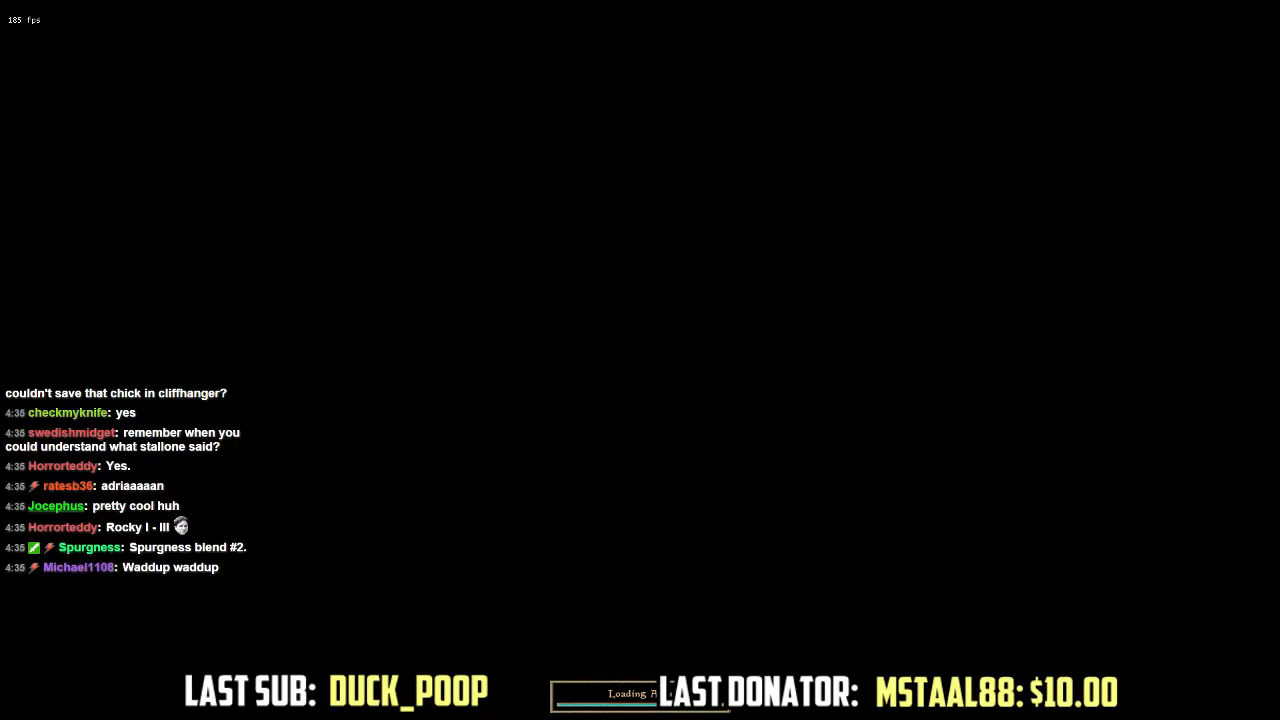 185 fps
couldn't save that chick in cliffhanger?
4:35 checkmyknife: yes
4:35 swedishmidget: remember when you
could understand what stallone said?
4:35 Horrorteddy: Yes.
4:35 ratesb36: adriaaaaan
4:35 Jocephus: pretty cool huh
4:35 Horrorteddy: Rocky I - III
4:35 Spurgness: Spurgness blend #2.
4:35 Michael1108: Waddup waddup
LAST SUB: DUCK_POOP
Loading
LAST DONATOR: MSTAAL88: $10.00